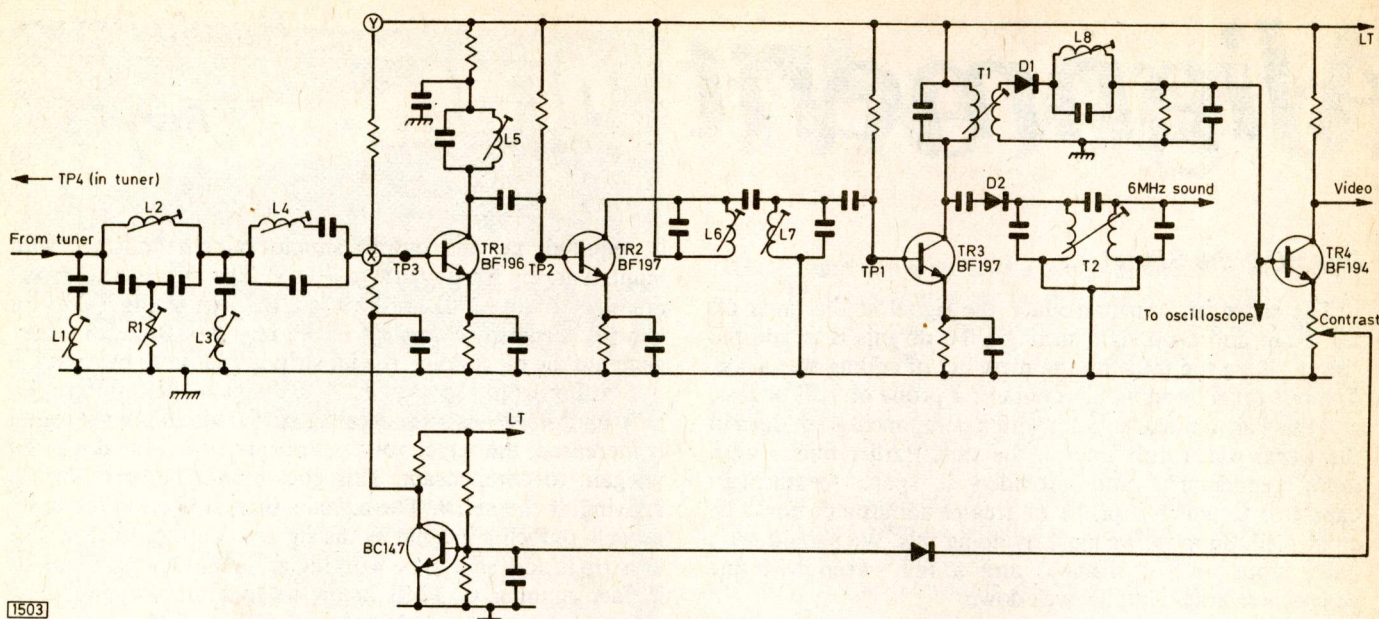 Y
L8
LT
T1
D1
L5
TP4 (in tuner)
D2
6MHz sound
L2
L4
Video
From tuner
X
TP3
TR1
BF196
TP2
TR2
BF197
L6
L7
TP1
TR3
BF197
T2
TR4
BF194
L1
R1
L3
To oscilloscope
Contrast
LT
BC147
1503